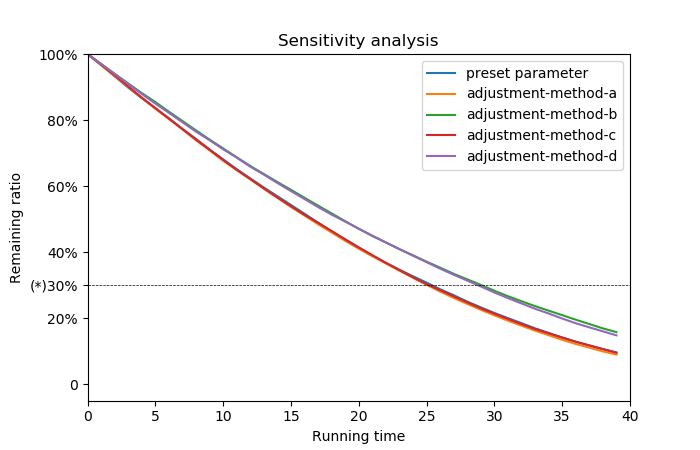 Sensitivity analysis
100%
80%
60%
40%
(*)30%
20%
0
Remaining ratio
preset parameter
adjustment-method-a
adjustment-method-b
adjustment-method-c
adjustment-method-d
0 5 10 15 20 25 30 35 40
Running time